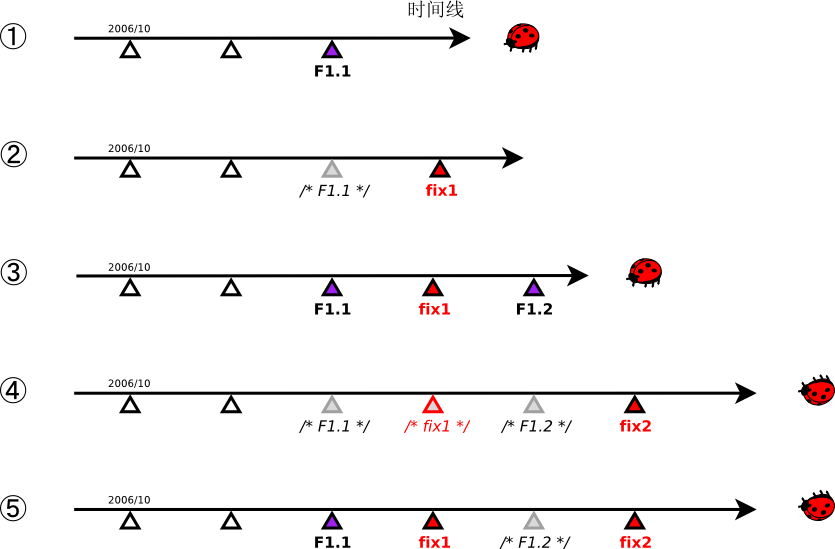 时间线
① 2006/10
F1.1
② 2006/10
/* F1.1 */ fix1
③ 2006/10
F1.1 fix1 F1.2
④ 2006/10
/* F1.1 */ /* fix1 */ /* F1.2 */ fix2
⑤ 2006/10
F1.1 fix1 /* F1.2 */ fix2